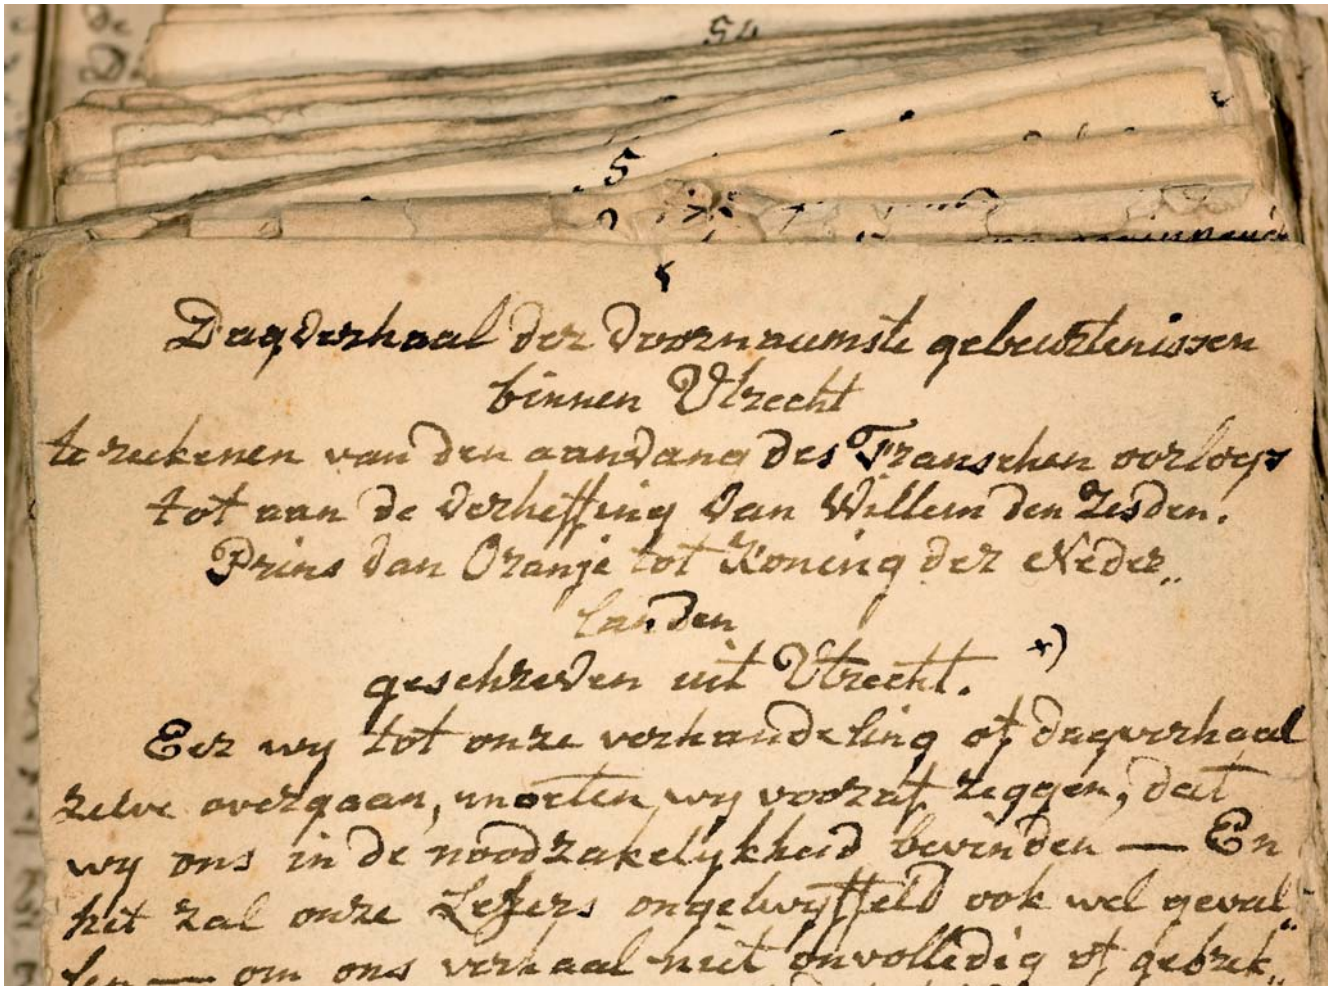 54
5
Dagverhaal der voornaamste gebeurtenissen
binnen Utrecht
te reekenen van den aanvang des Franschen oorlogs
tot aan de verheffing van Willem den Zesden.
Prins van Oranje tot Koning der Neder„
landen
geschreven uit Utrecht. x)
Eer wy tot onze verhandeling of dagverhaal
zelve overgaan, moeten wy vooraf zeggen, dat
wy ons in de noodzakelykheid bevinden — En
het zal onze Lezers ongetwyffeld ook wel geval„
len — om ons verhaal niet onvolledig of gebrek„